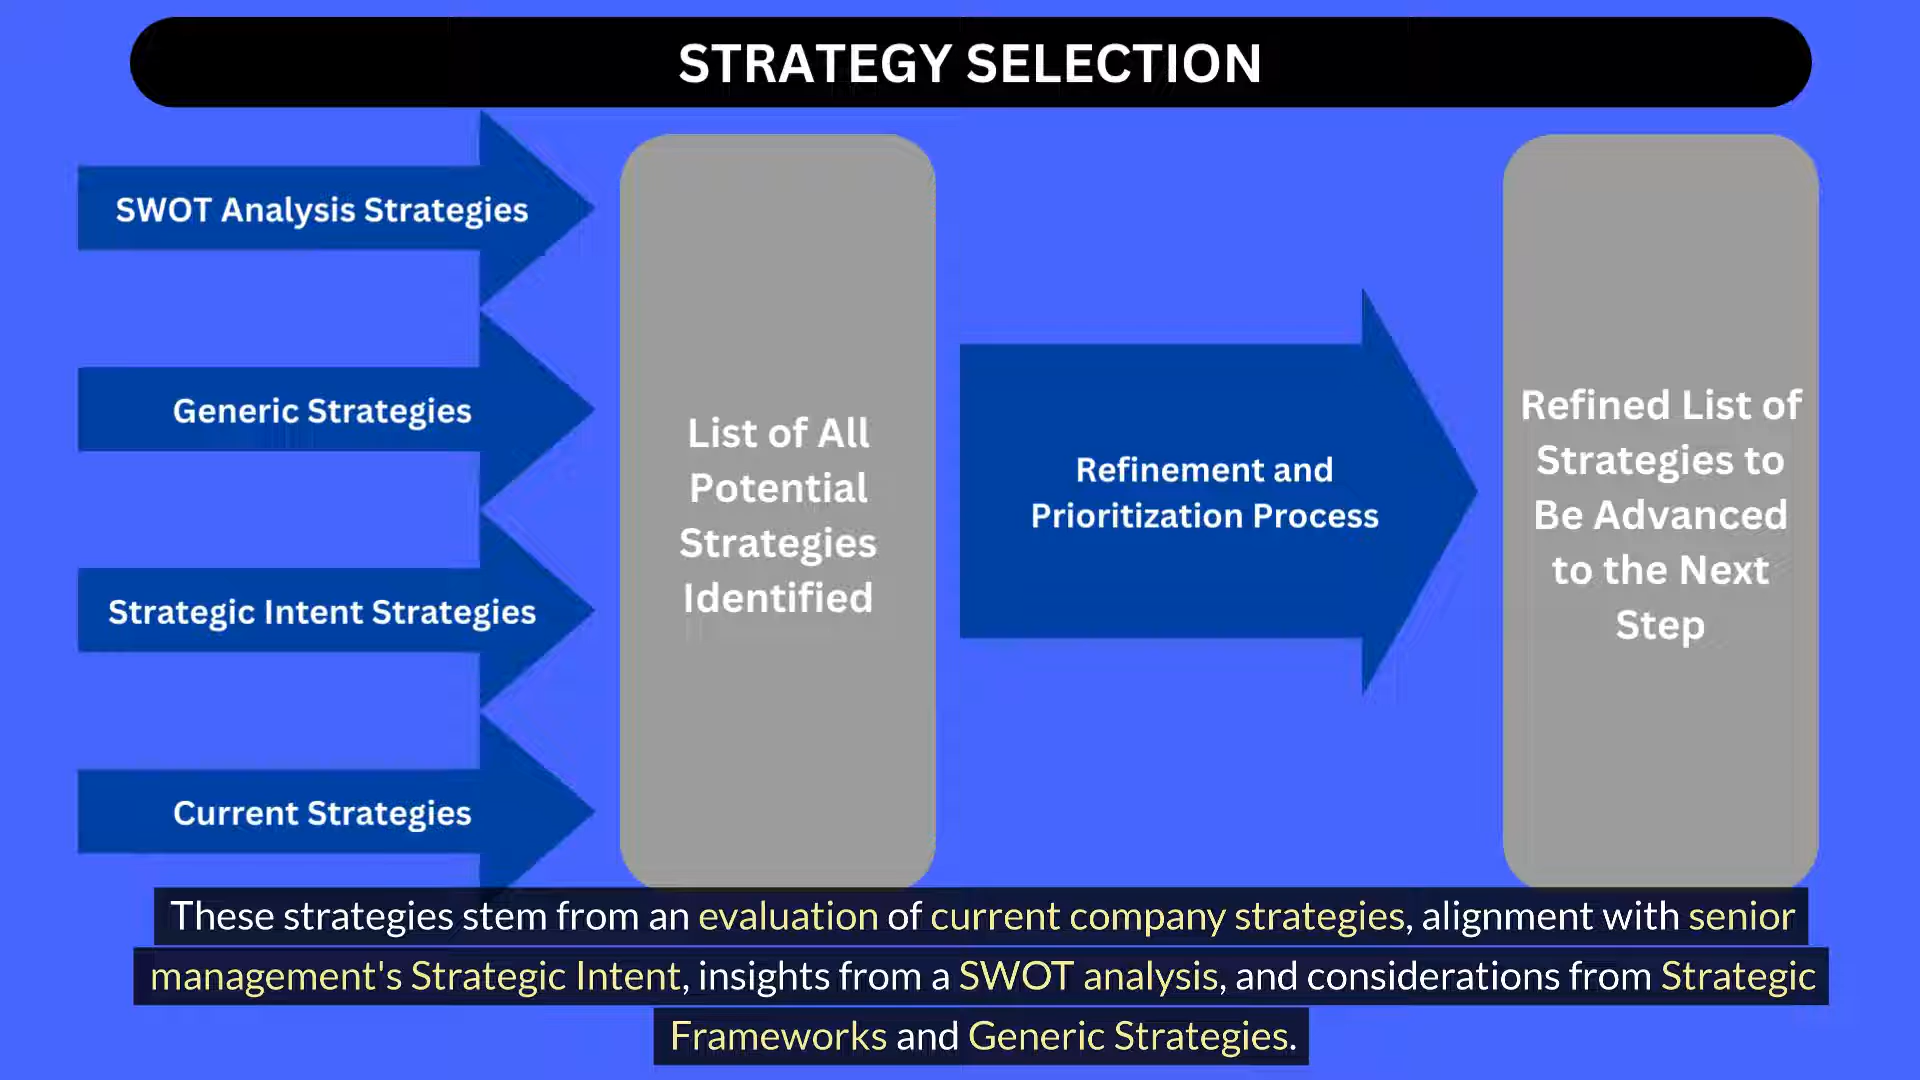 STRATEGY SELECTION
SWOT Analysis Strategies
Generic Strategies
Strategic Intent Strategies
Current Strategies
List of All
Potential
Strategies
Identified
Refinement and
Prioritization Process
Refined List of
Strategies to
Be Advanced
to the Next
Step
These strategies stem from an evaluation of current company strategies, alignment with senior
management's Strategic Intent, insights from a SWOT analysis, and considerations from Strategic
Frameworks and Generic Strategies.